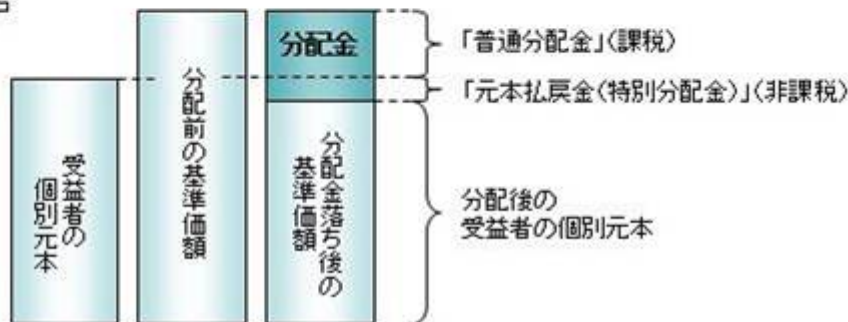 分配金
「普通分配金」(課税)
「元本払戻金(特別分配金)」(非課税)
受益者の
個別元本
分配前の基準価額
分配金落ち後の
基準価額
分配後の
受益者の個別元本